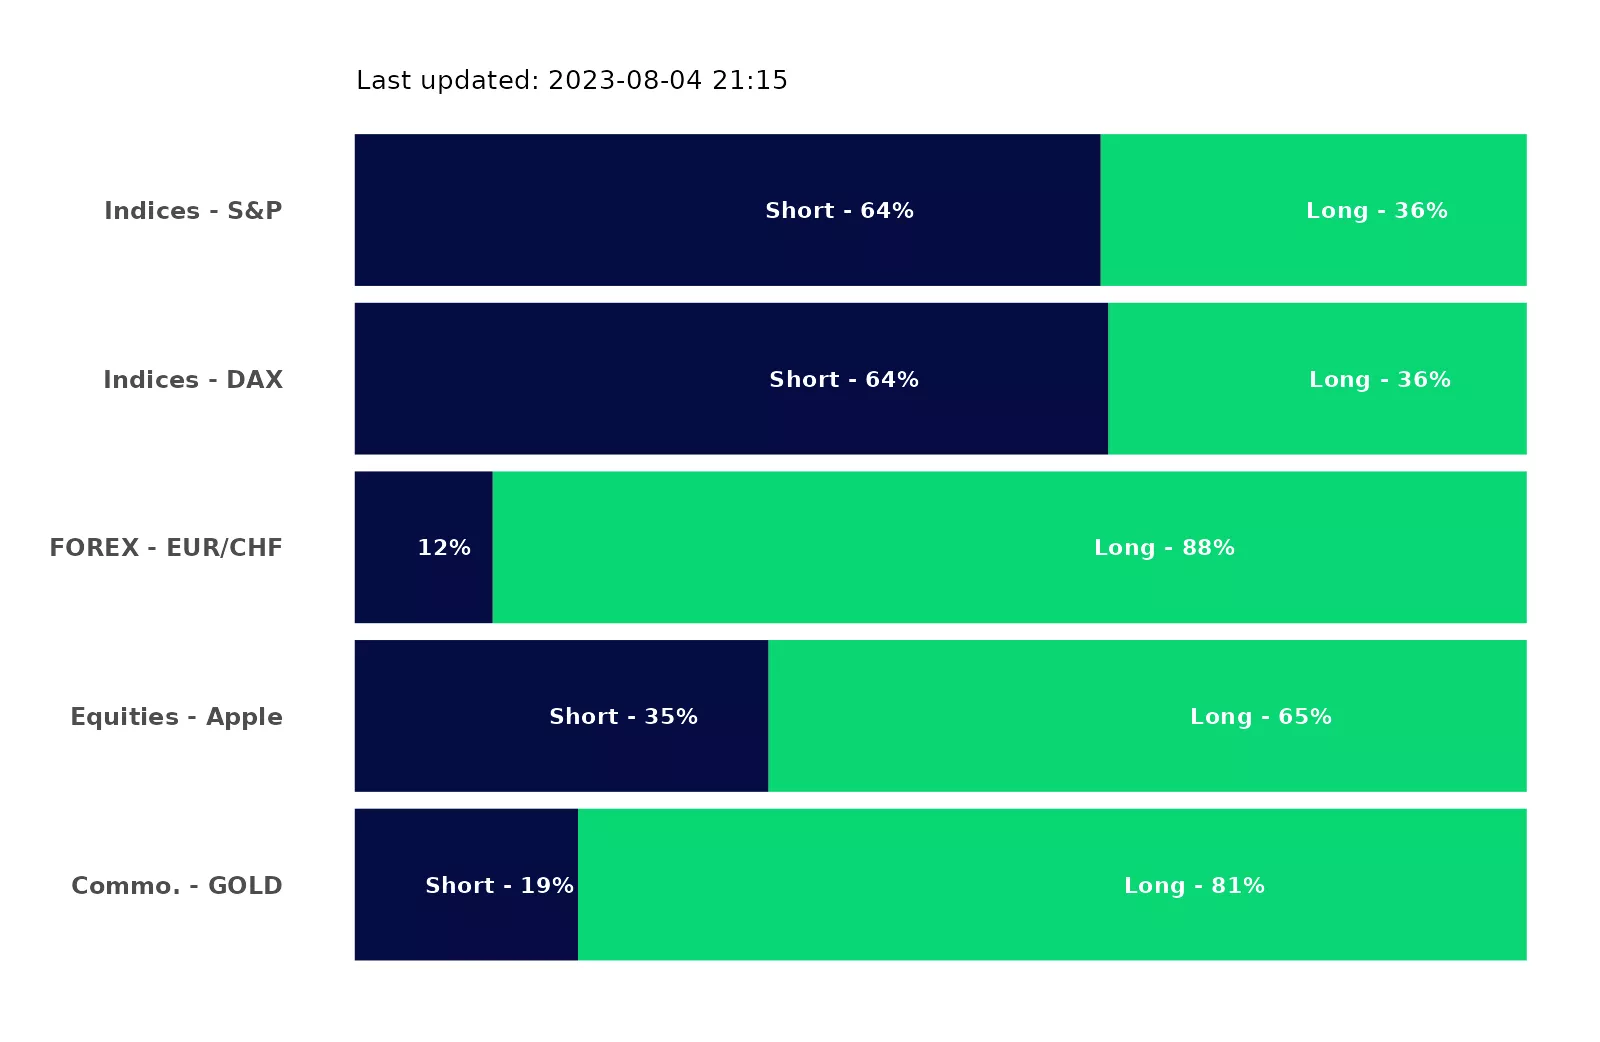 Last updated: 2023-08-04 21:15
Indices - S&P Short - 64% Long - 36%
Indices - DAX Short - 64% Long - 36%
FOREX - EUR/CHF 12% Long - 88%
Equities - Apple Short - 35% Long - 65%
Commo. - GOLD Short - 19% Long - 81%